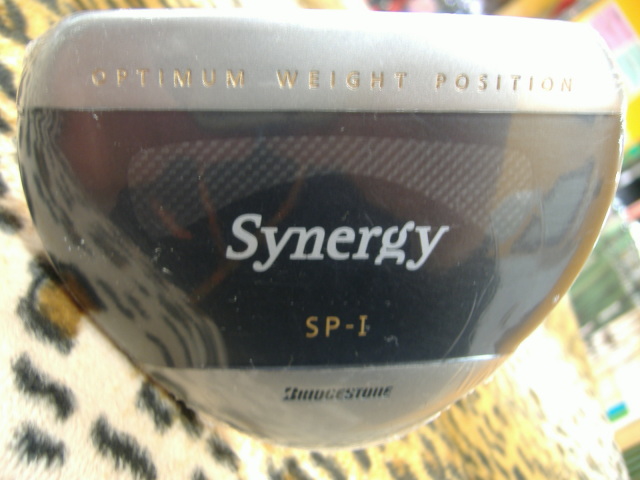 OPTIMUM WEIGHT POSITION
Synergy
SP-I
BRIDGESTONE